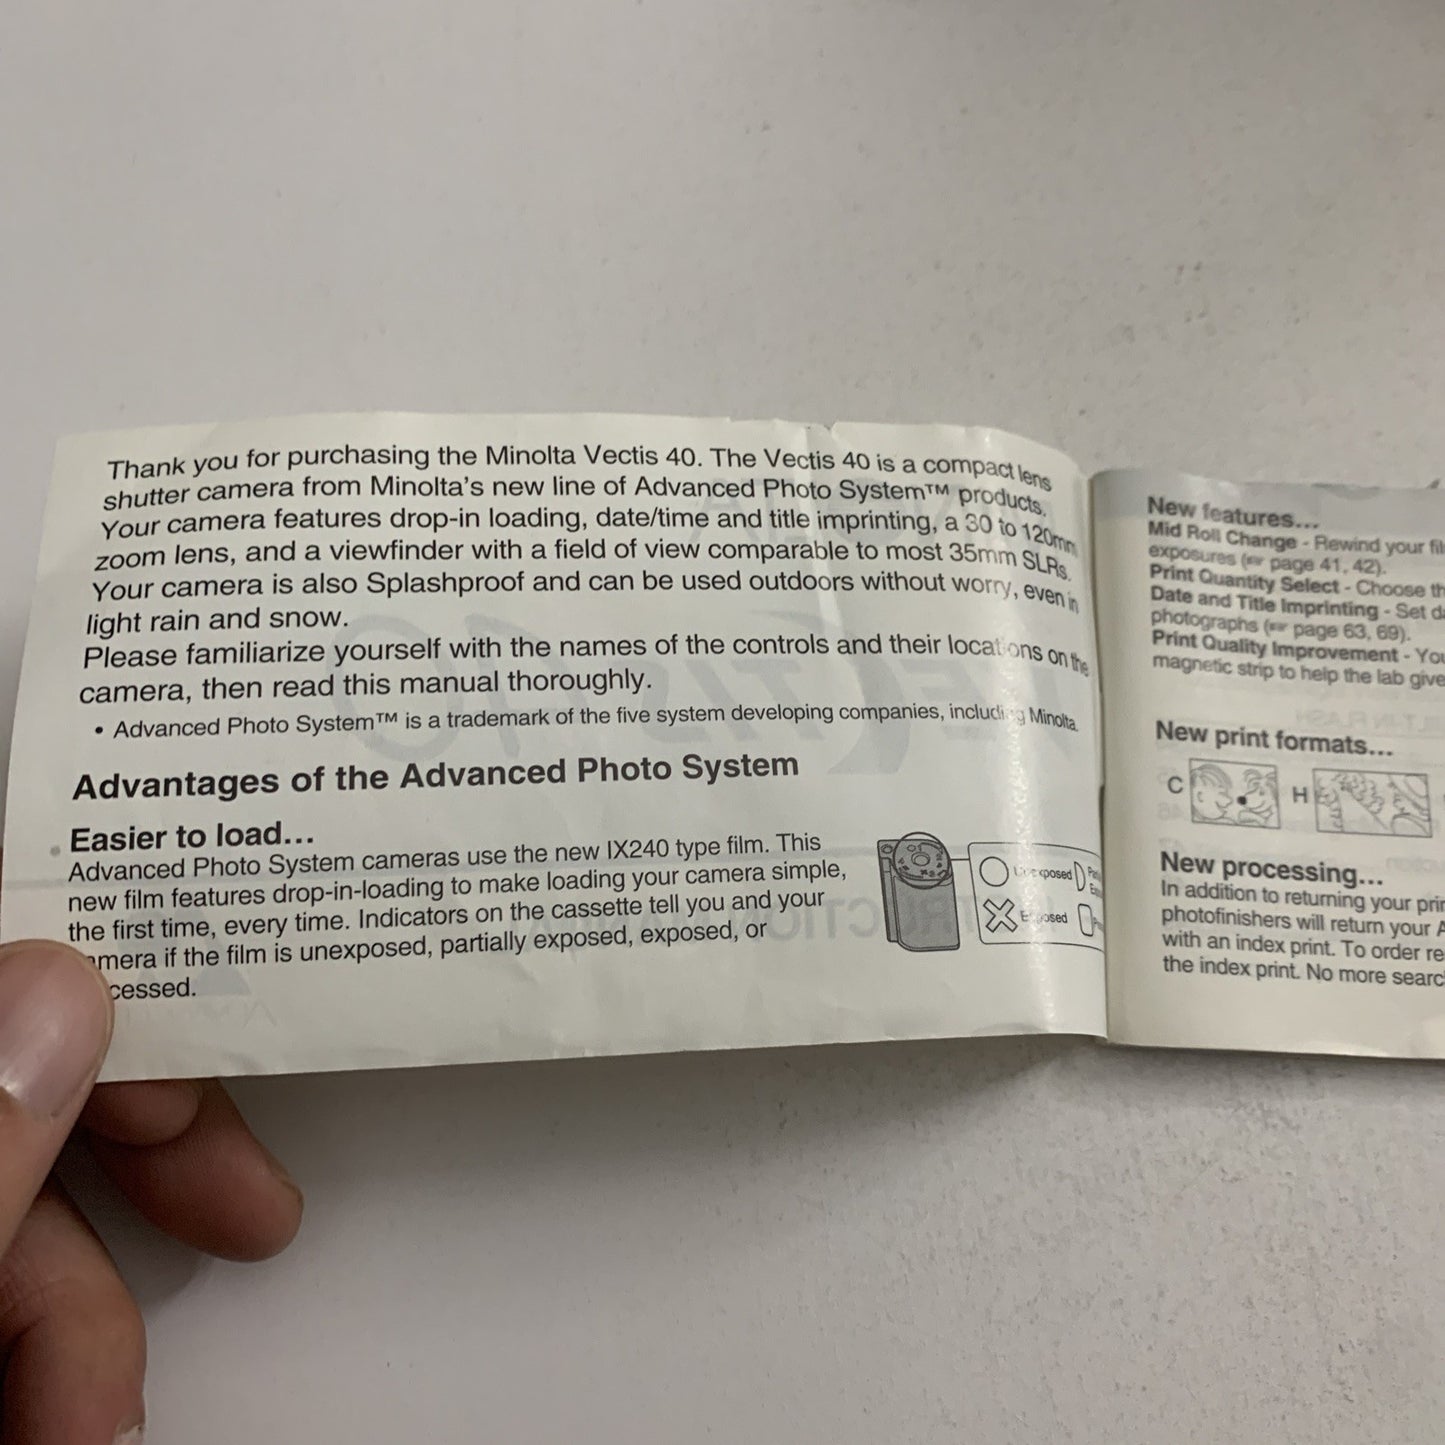 Thank you for purchasing the Minolta Vectis 40. The Vectis 40 is a compact lens
shutter camera from Minolta's new line of Advanced Photo System™ products.
Your camera features drop-in loading, date/time and title imprinting, a 30 to 120mm
zoom lens, and a viewfinder with a field of view comparable to most 35mm SLRs.
Your camera is also Splashproof and can be used outdoors without worry, even in
light rain and snow.
Please familiarize yourself with the names of the controls and their locations on the
camera, then read this manual thoroughly.
• Advanced Photo System™ is a trademark of the five system developing companies, including Minolta.
Advantages of the Advanced Photo System
Easier to load...
Advanced Photo System cameras use the new IX240 type film. This
new film features drop-in-loading to make loading your camera simple,
the first time, every time. Indicators on the cassette tell you and your
amera if the film is unexposed, partially exposed, exposed, or
cessed.
Unexposed
Exposed
New features...
Mid Roll Change - Rewind your
exposures (☞ page 41, 42).
Print Quantity Select - Choose
Date and Title Imprinting - Set
photographs (☞ page 63, 69).
Print Quality Improvement -
magnetic strip to help the lab give
New print formats...
C H
New processing...
In addition to returning your
photofinishers will return your
with an index print. To order
the index print. No more